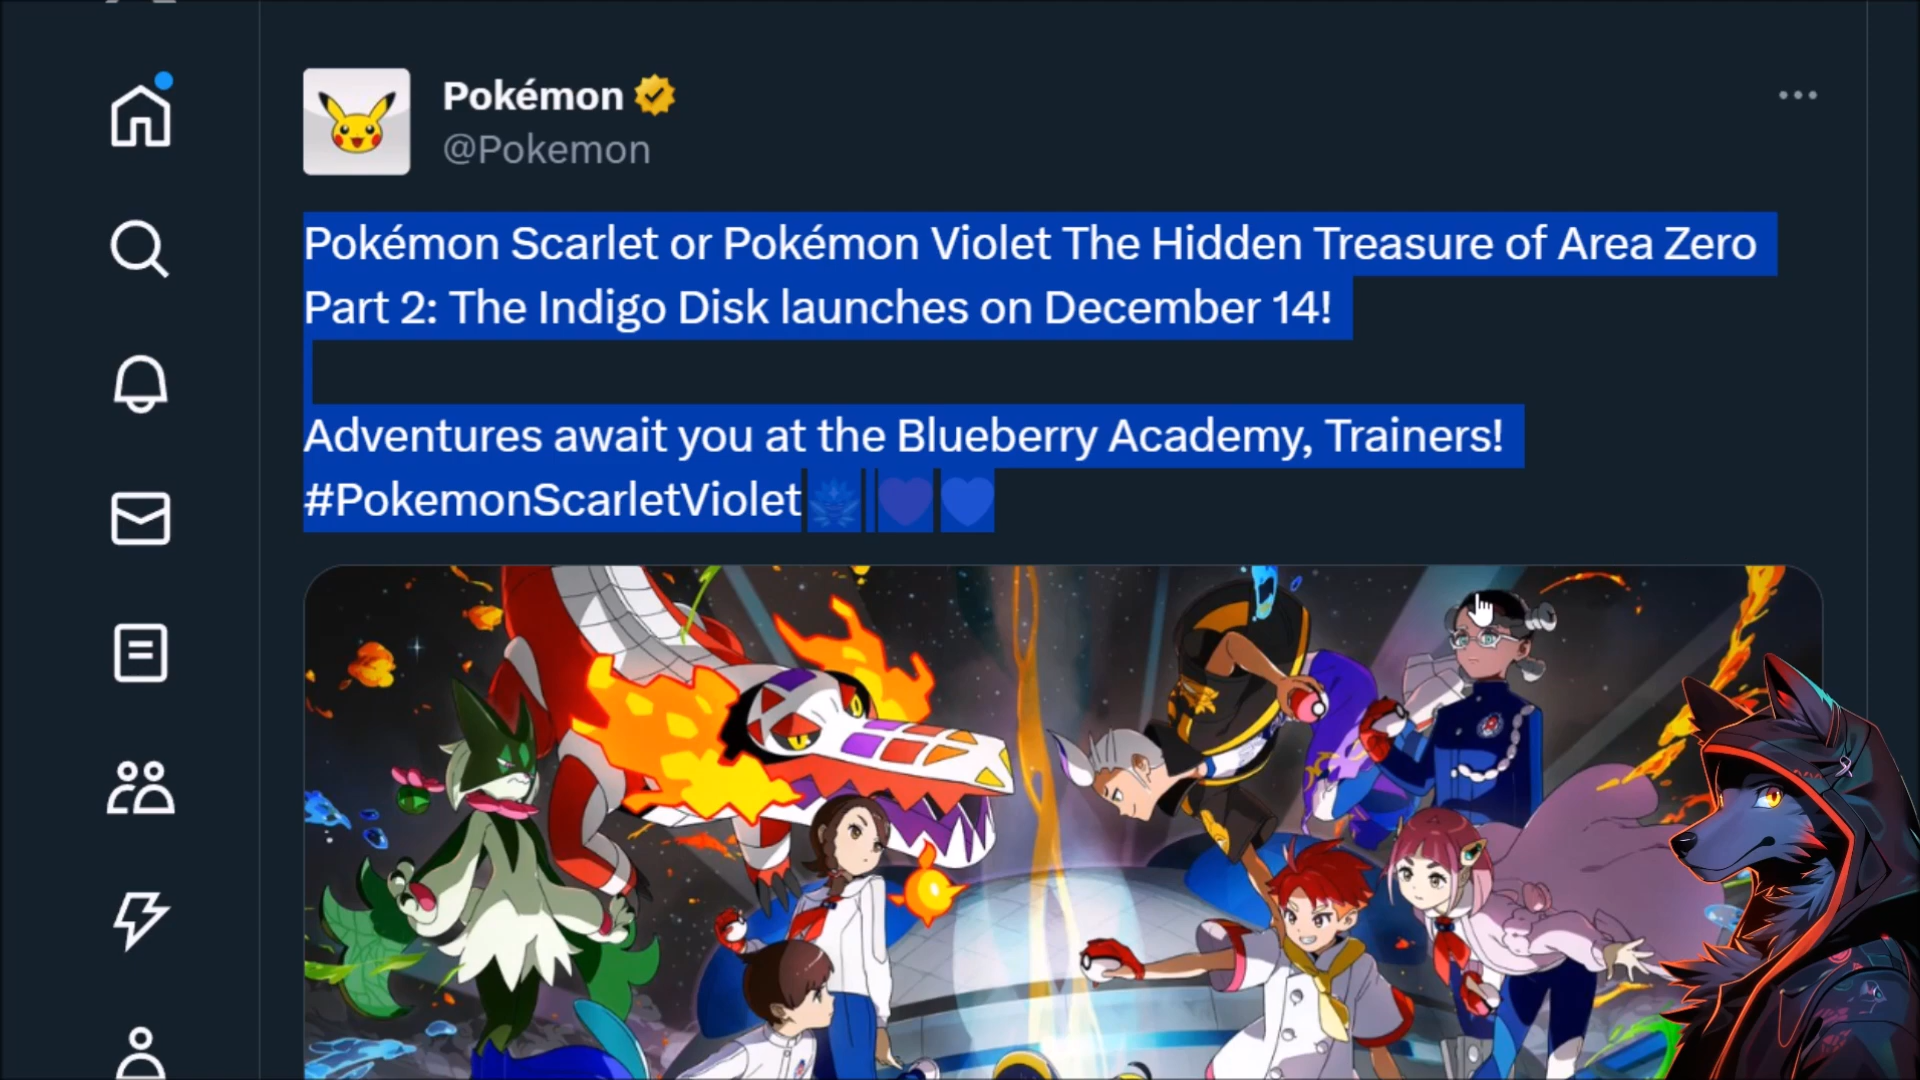 Pokémon
@Pokemon
Pokémon Scarlet or Pokémon Violet The Hidden Treasure of Area Zero
Part 2: The Indigo Disk launches on December 14!
Adventures await you at the Blueberry Academy, Trainers!
#PokemonScarletViolet